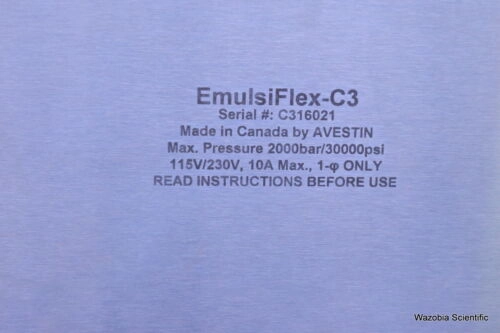 EmulsiFlex-C3
Serial #: C316021
Made in Canada by AVESTIN
Max. Pressure 2000bar/30000psi
115V/230V, 10A Max., 1-φ ONLY
READ INSTRUCTIONS BEFORE USE
Wazobia Scientific